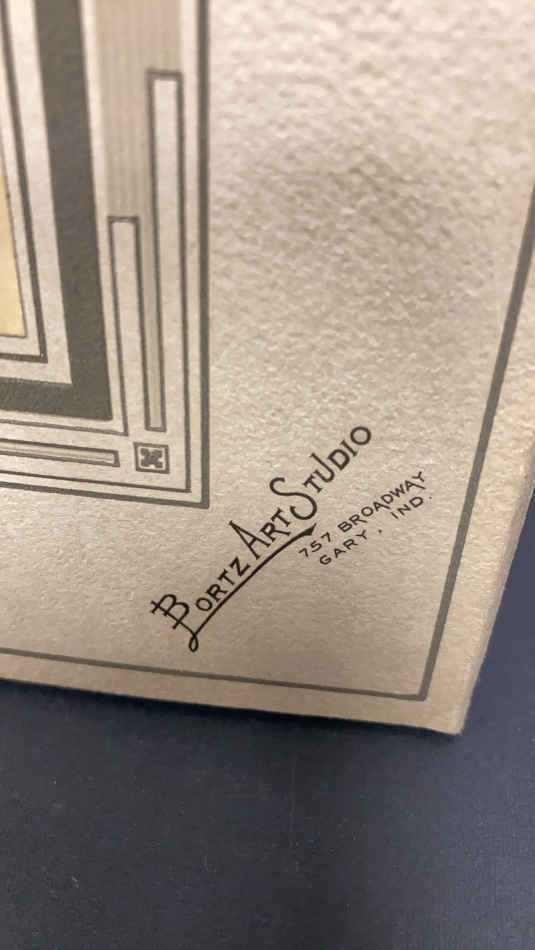 BORTZ ART STUDIO
757 BROADWAY
GARY, IND.